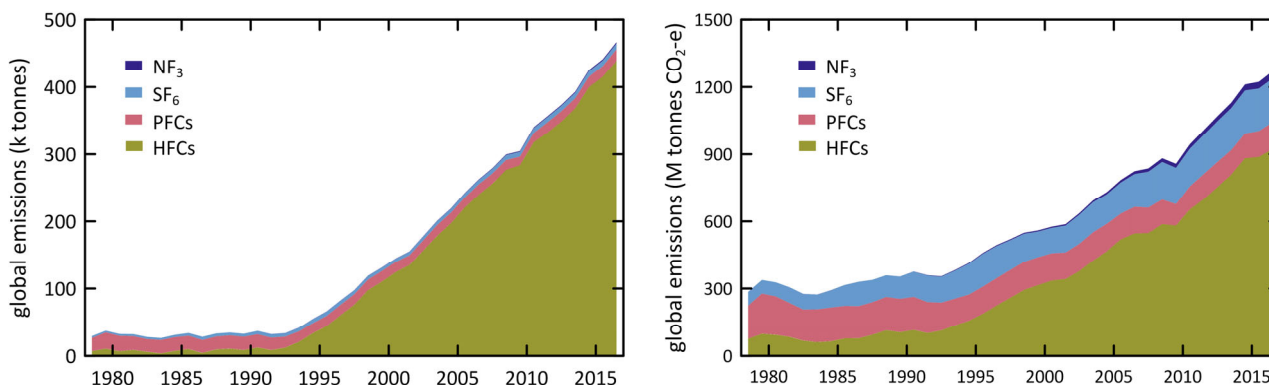 global emissions (k tonnes)
500
400
300
200
100
0
NF₃
SF₆
PFCs
HFCs
1980 1985 1990 1995 2000 2005 2010 2015
global emissions (M tonnes CO₂-e)
1500
1200
900
600
300
0
NF₃
SF₆
PFCs
HFCs
1980 1985 1990 1995 2000 2005 2010 2015